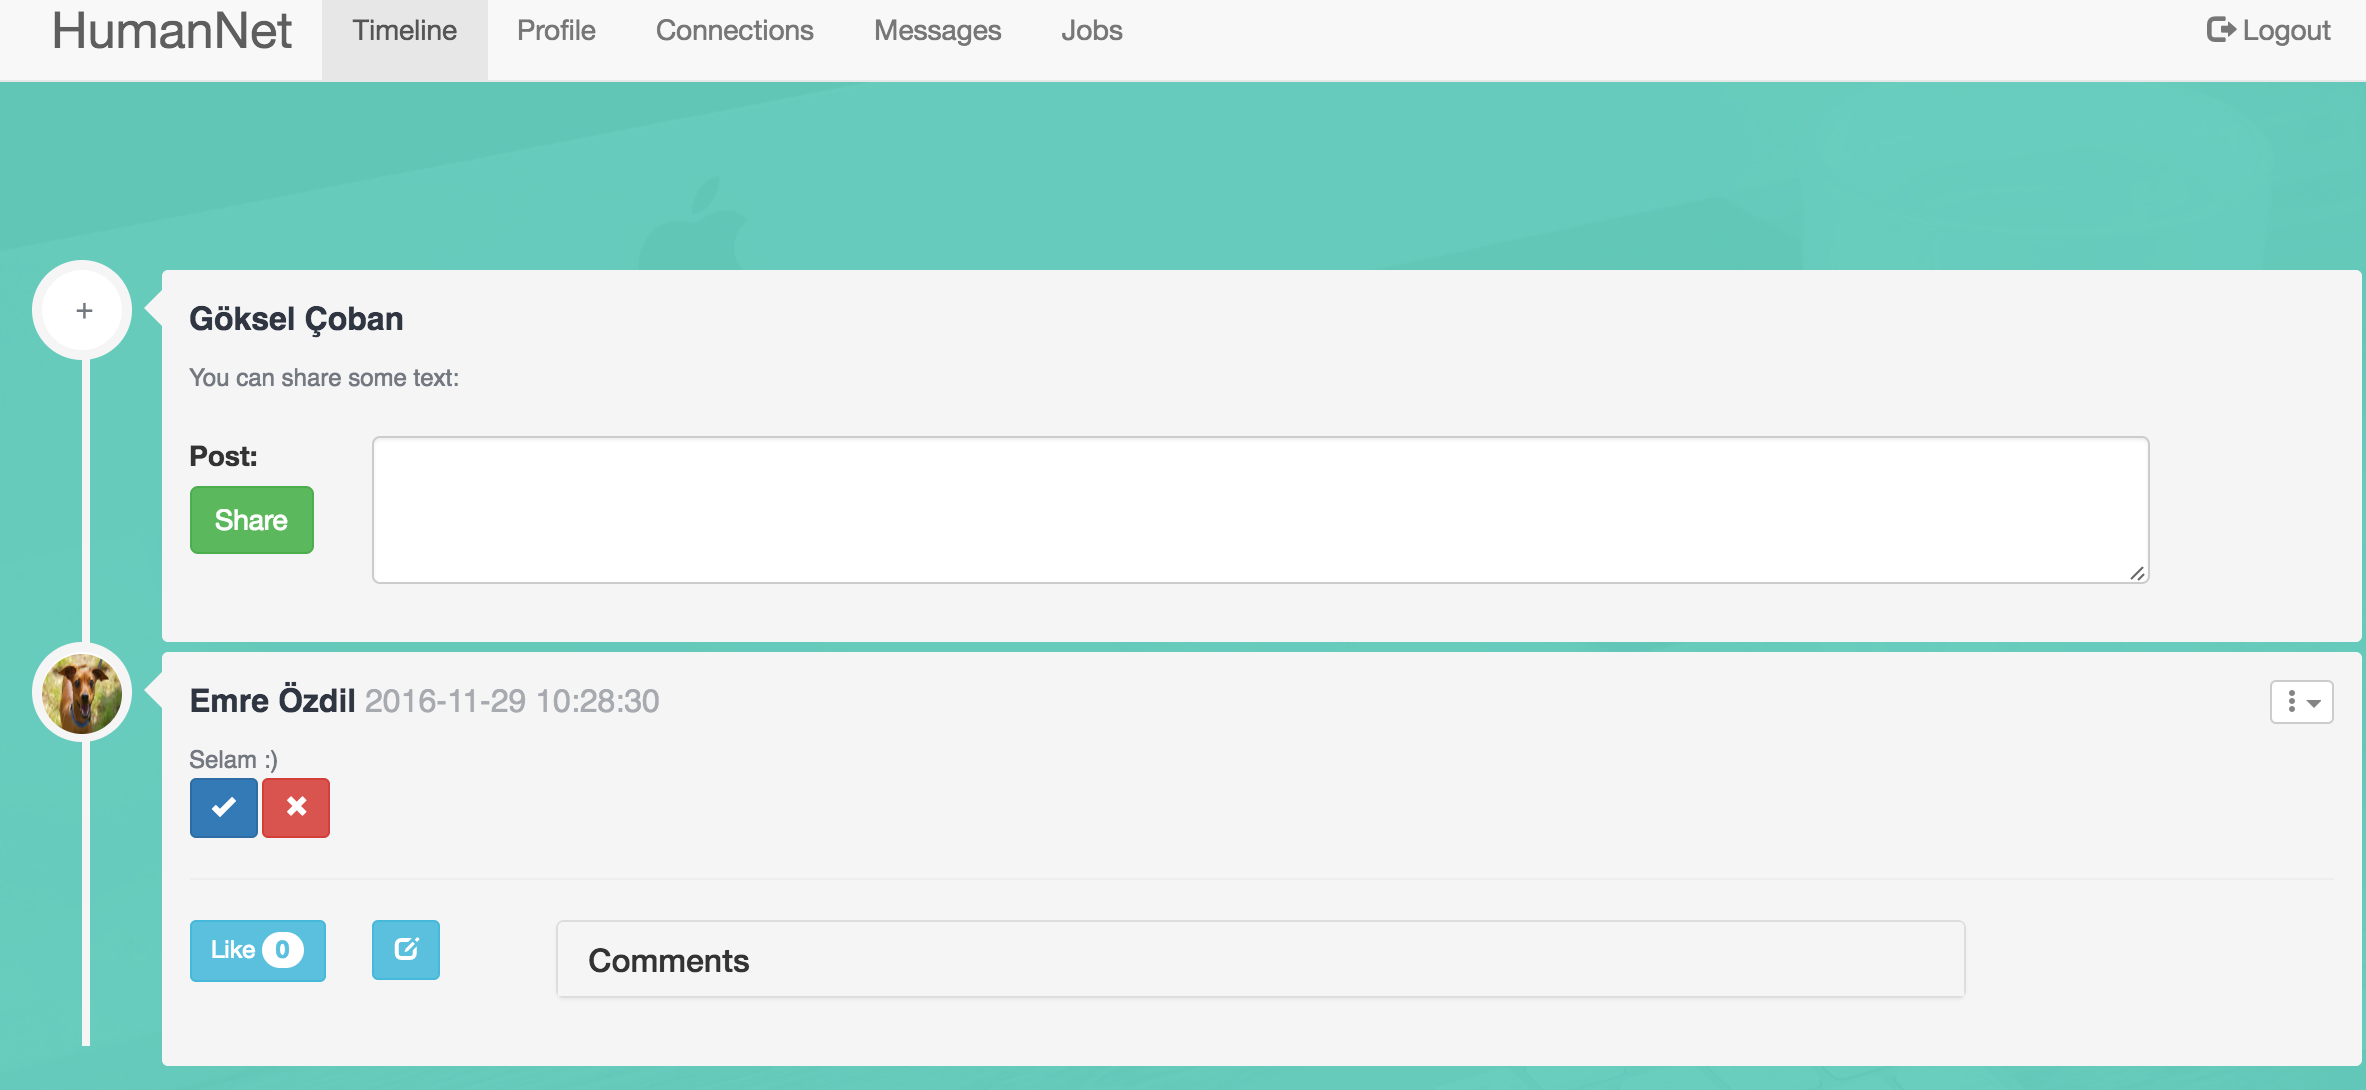 HumanNet Timeline Profile Connections Messages Jobs Logout
Göksel Çoban
You can share some text:
Post:
Share
Emre Özdil 2016-11-29 10:28:30
Selam :)
Like 0
Comments